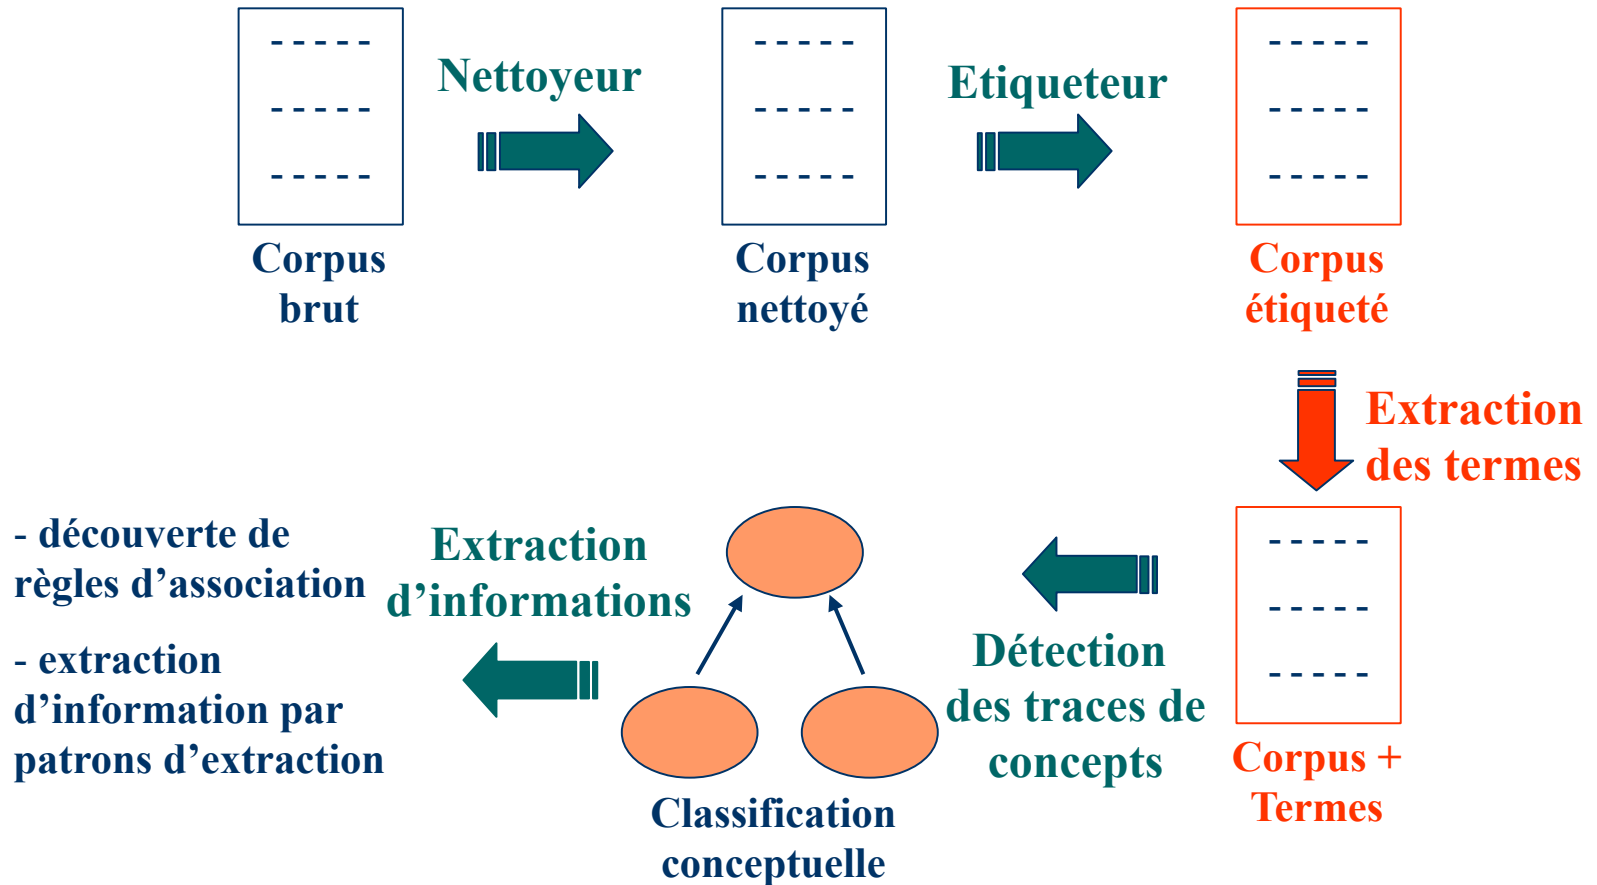 - - - - -
- - - - -
- - - - -
Corpus
brut
Nettoyeur
- - - - -
- - - - -
- - - - -
Corpus
nettoyé
Etiqueteur
- - - - -
- - - - -
- - - - -
Corpus
étiqueté
Extraction
des termes
- - - - -
- - - - -
- - - - -
Corpus +
Termes
Détection
des traces de
concepts
Classification
conceptuelle
Extraction
d’informations
- découverte de
règles d’association
- extraction
d’information par
patrons d’extraction